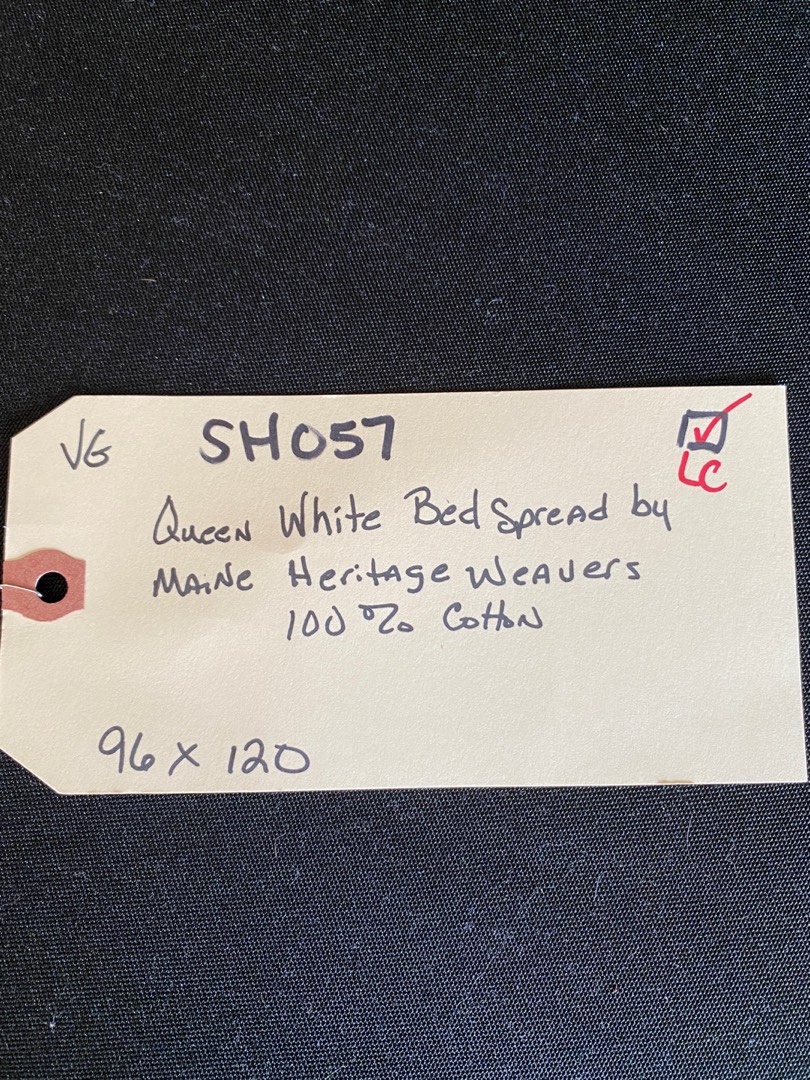 VG SH057
LC
Queen White Bed Spread by
Maine Heritage Weavers
100% Cotton
96 x 120